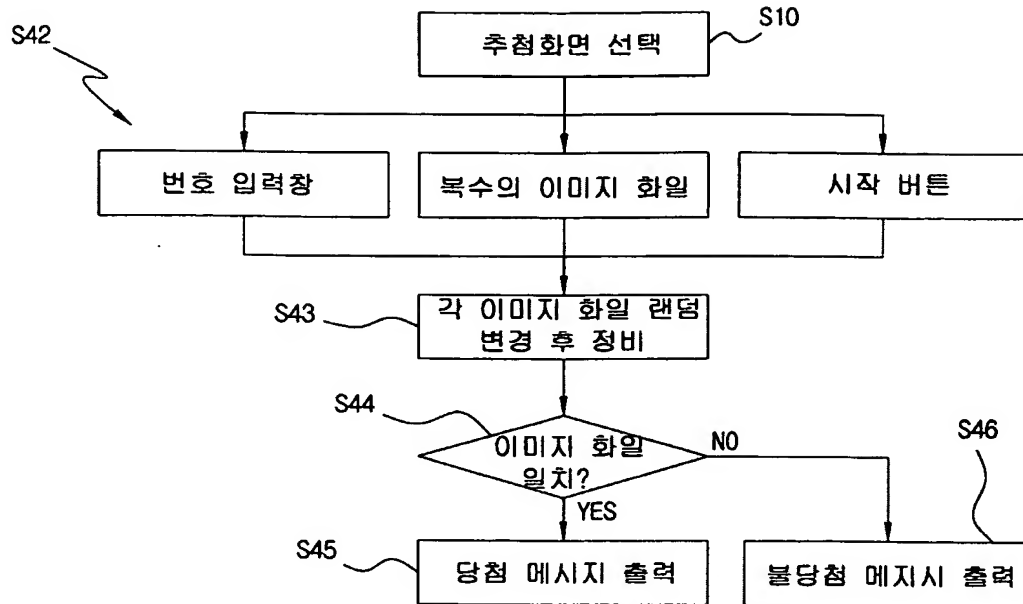 S42
S10
추첨화면 선택
번호 입력창
복수의 이미지 화일
시작 버튼
S43
각 이미지 화일 랜덤
변경 후 정비
S44
이미지 화일
일치?
NO
S46
YES
S45
당첨 메시지 출력
불당첨 메지시 출력